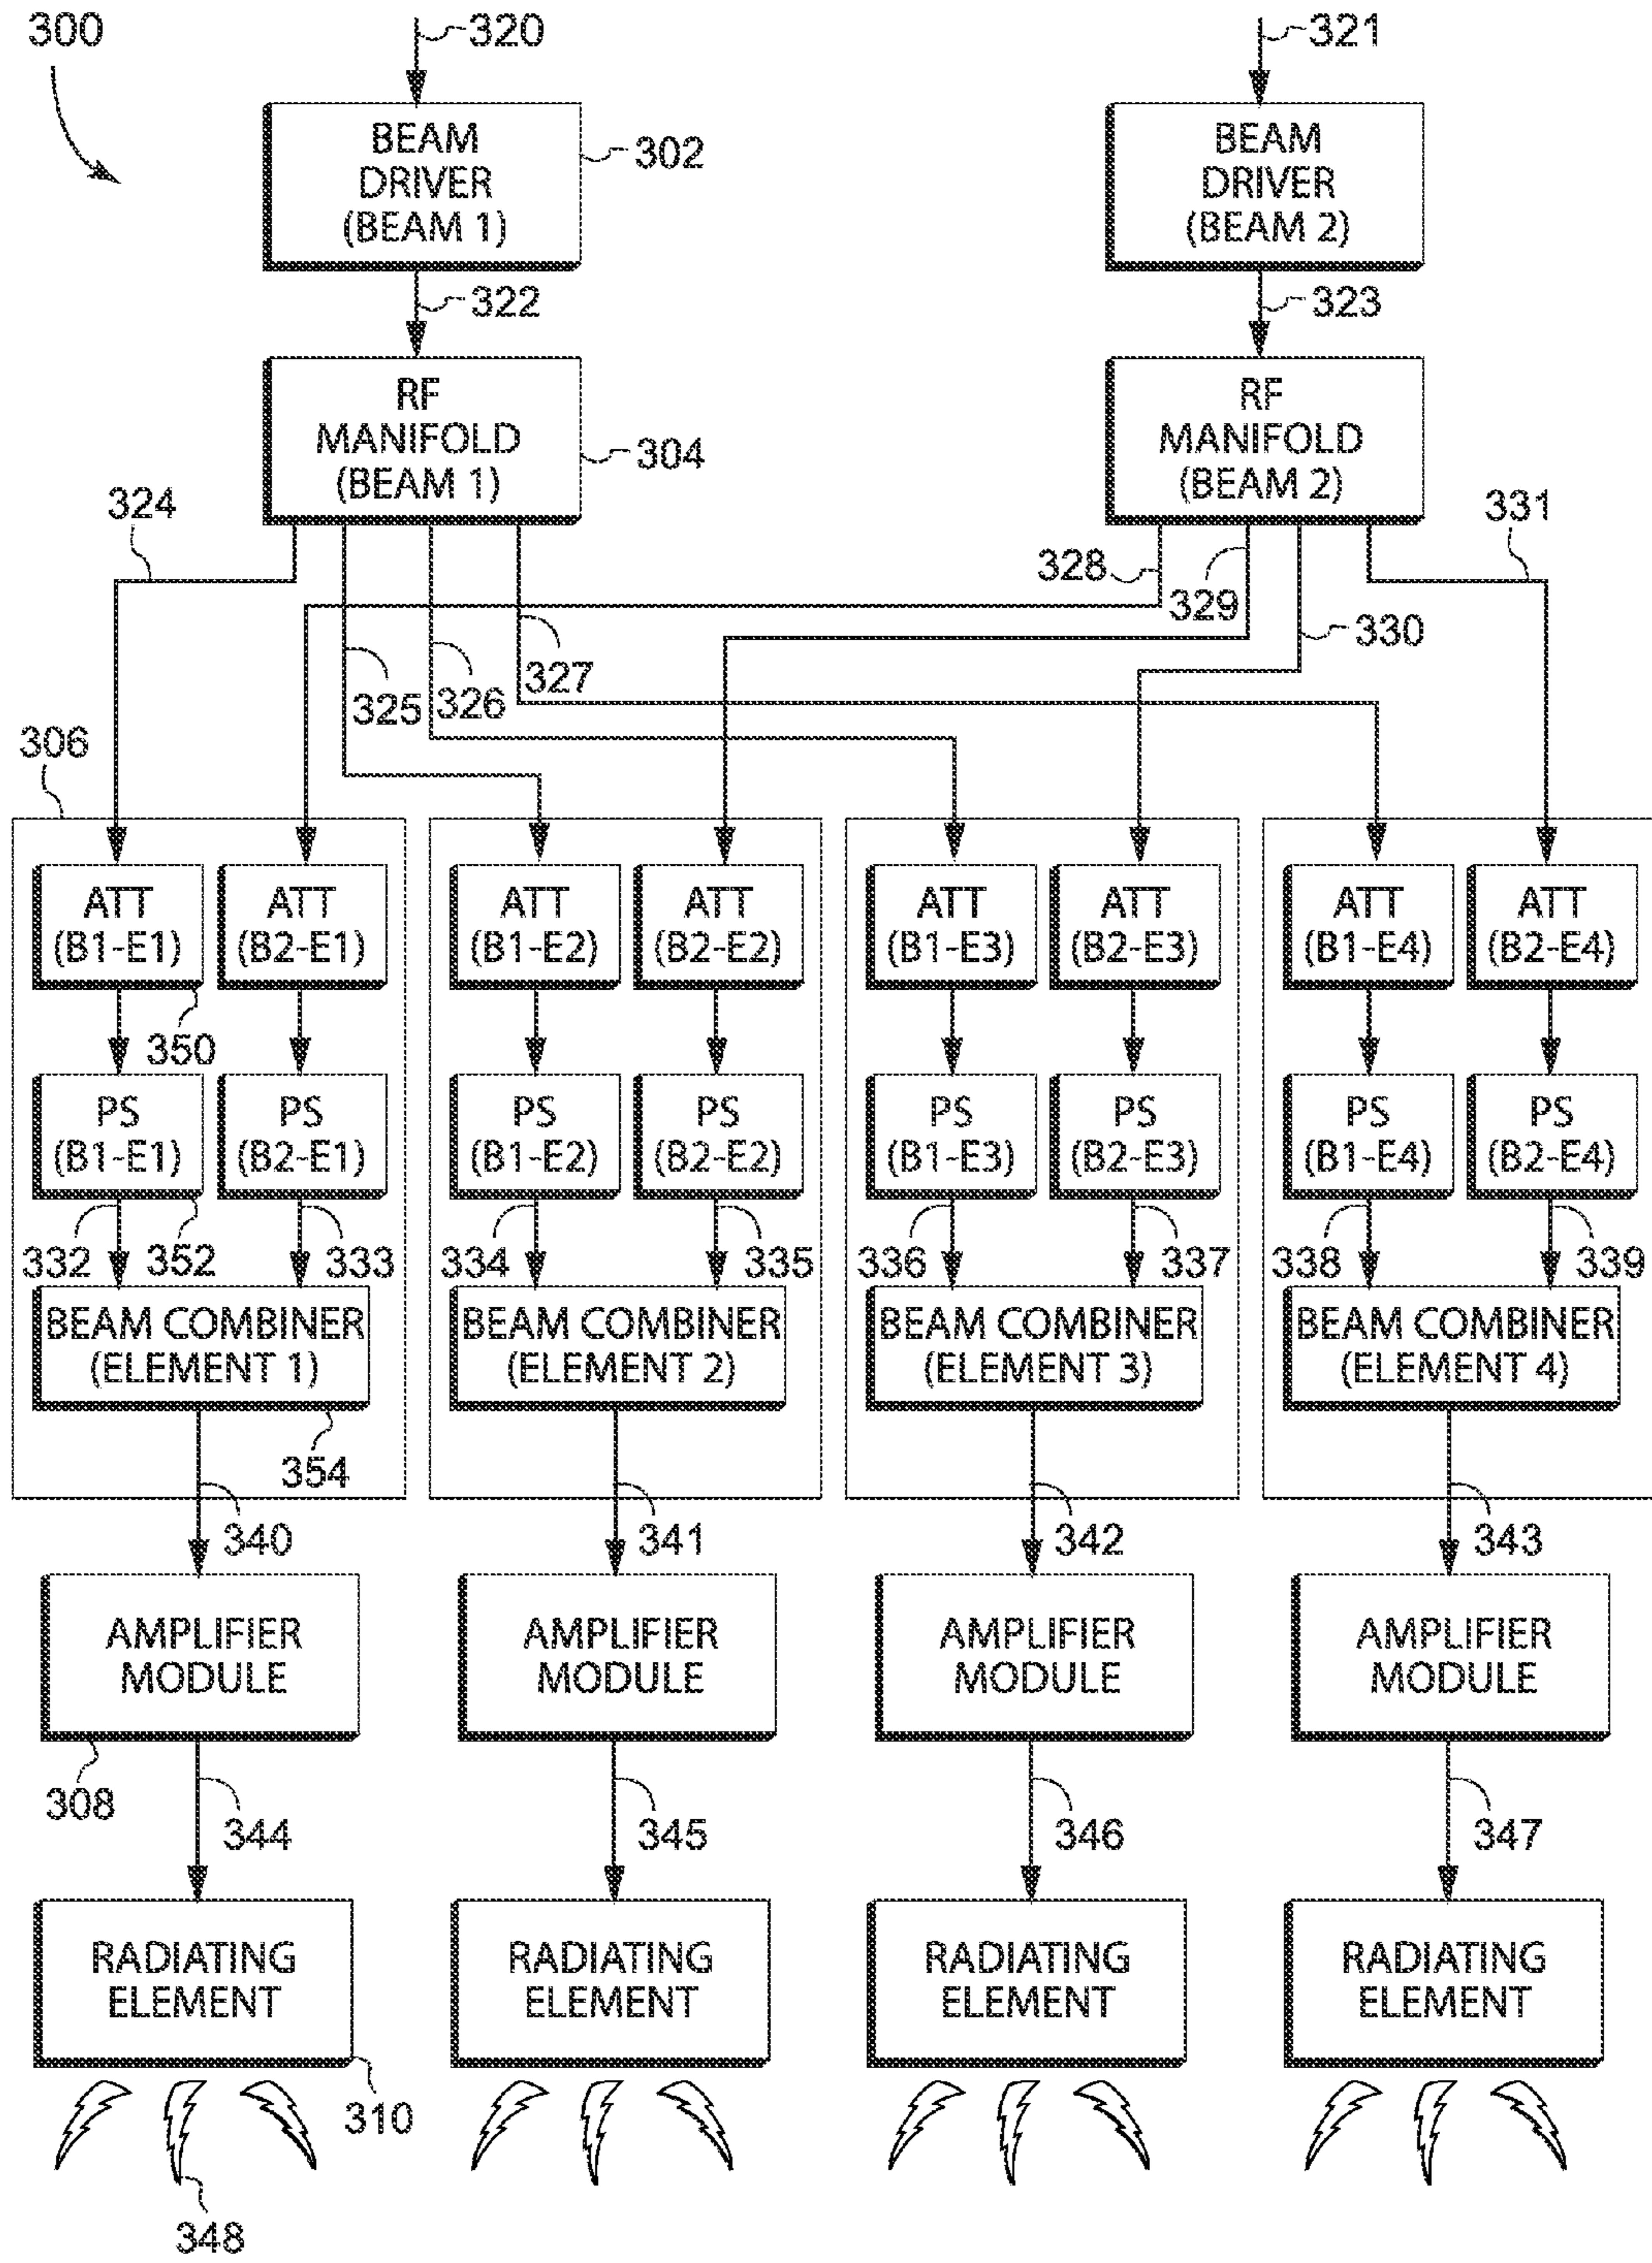 300
320
321
BEAM
DRIVER
(BEAM 1)
302
BEAM
DRIVER
(BEAM 2)
322
323
RF
MANIFOLD
(BEAM 1)
304
RF
MANIFOLD
(BEAM 2)
324
331
328
329
330
325
326
327
306
ATT
(B1-E1)
ATT
(B2-E1)
ATT
(B1-E2)
ATT
(B2-E2)
ATT
(B1-E3)
ATT
(B2-E3)
ATT
(B1-E4)
ATT
(B2-E4)
350
PS
(B1-E1)
PS
(B2-E1)
PS
(B1-E2)
PS
(B2-E2)
PS
(B1-E3)
PS
(B2-E3)
PS
(B1-E4)
PS
(B2-E4)
332
352
333
334
335
336
337
338
339
BEAM COMBINER
(ELEMENT 1)
BEAM COMBINER
(ELEMENT 2)
BEAM COMBINER
(ELEMENT 3)
BEAM COMBINER
(ELEMENT 4)
354
340
341
342
343
AMPLIFIER
MODULE
AMPLIFIER
MODULE
AMPLIFIER
MODULE
AMPLIFIER
MODULE
308
344
345
346
347
RADIATING
ELEMENT
RADIATING
ELEMENT
RADIATING
ELEMENT
RADIATING
ELEMENT
310
348